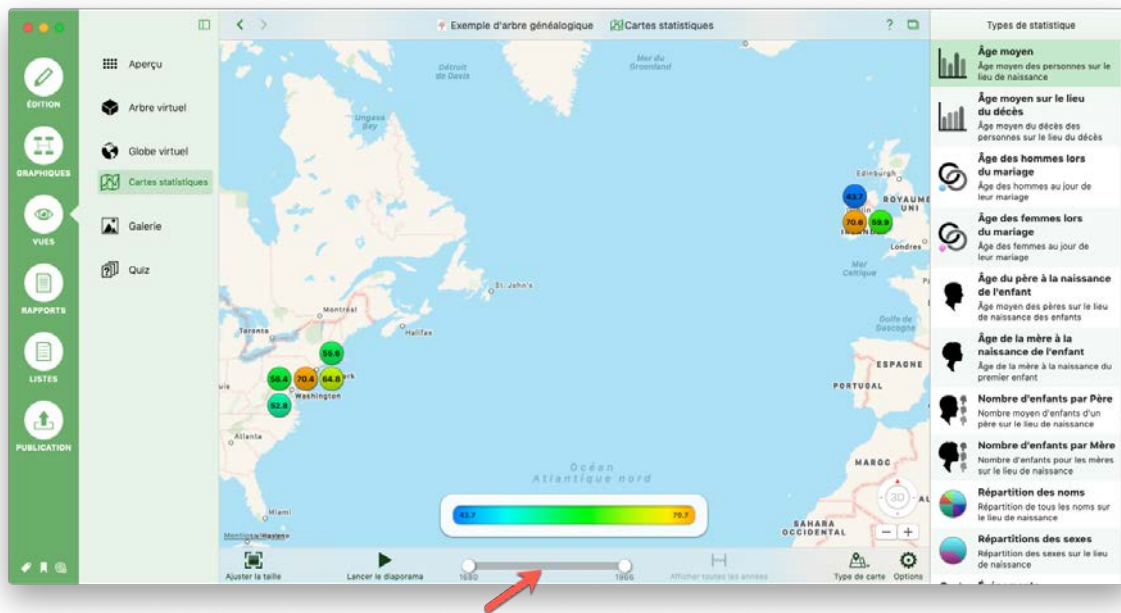 Exemple d'arbre généalogique
Cartes statistiques
?
Types de statistique
ÉDITION
GRAPHIQUES
VUES
RAPPORTS
LISTES
PUBLICATION
Aperçu
Arbre virtuel
Globe virtuel
Cartes statistiques
Galerie
Quiz
Détroit
de Davis
Mer du
Groenland
Ungava
Bay
Edinburgh
43.7
ROYAUME
UNI
70.6
59.9
Londres
Mer
Celtique
St. John's
Montréal
Toronto
Halifax
Golfo de
Gascogne
55.6
58.4
70.4
64.8
Washington
52.8
ESPAGNE
PORTUGAL
Atlanta
MAROC
Océan
Atlantique nord
3D
Miami
43.7
79.7
SAHARA
OCCIDENTAL
− +
Ajuster la taille
Lancer le diaporama
1680
1966
Afficher toutes les années
Type de carte
Options
Âge moyen
Âge moyen des personnes sur le
lieu de naissance
Âge moyen sur le lieu
du décès
Âge moyen du décès des
personnes sur le lieu du décès
Âge des hommes lors
du mariage
Âge des hommes au jour de
leur mariage
Âge des femmes lors
du mariage
Âge des femmes au jour de
leur mariage
Âge du père à la naissance
de l'enfant
Âge moyen des pères sur le lieu
de naissance des enfants
Âge de la mère à la
naissance de l'enfant
Âge de la mère à la naissance du
premier enfant
Nombre d'enfants par Père
Nombre moyen d'enfants d'un
père sur le lieu de naissance
Nombre d'enfants par Mère
Nombre d'enfants pour les mères
sur le lieu de naissance
Répartition des noms
Répartition de tous les noms sur
le lieu de naissance
Répartitions des sexes
Répartition des sexes sur le lieu
de naissance